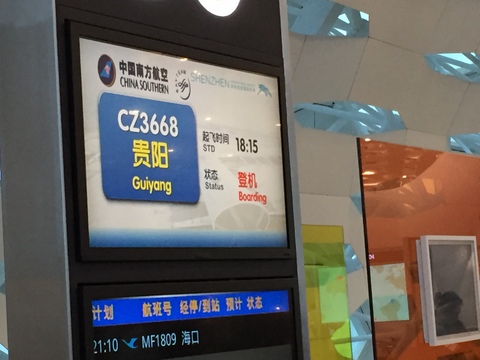 中国南方航空
CHINA SOUTHERN
SHENZHEN
CZ3668
贵阳
Guiyang
起飞时间
STD
18:15
状态
Status
登机
Boarding
计划 航班号 经停/到站 预计 状态
21:10 MF1809 海口